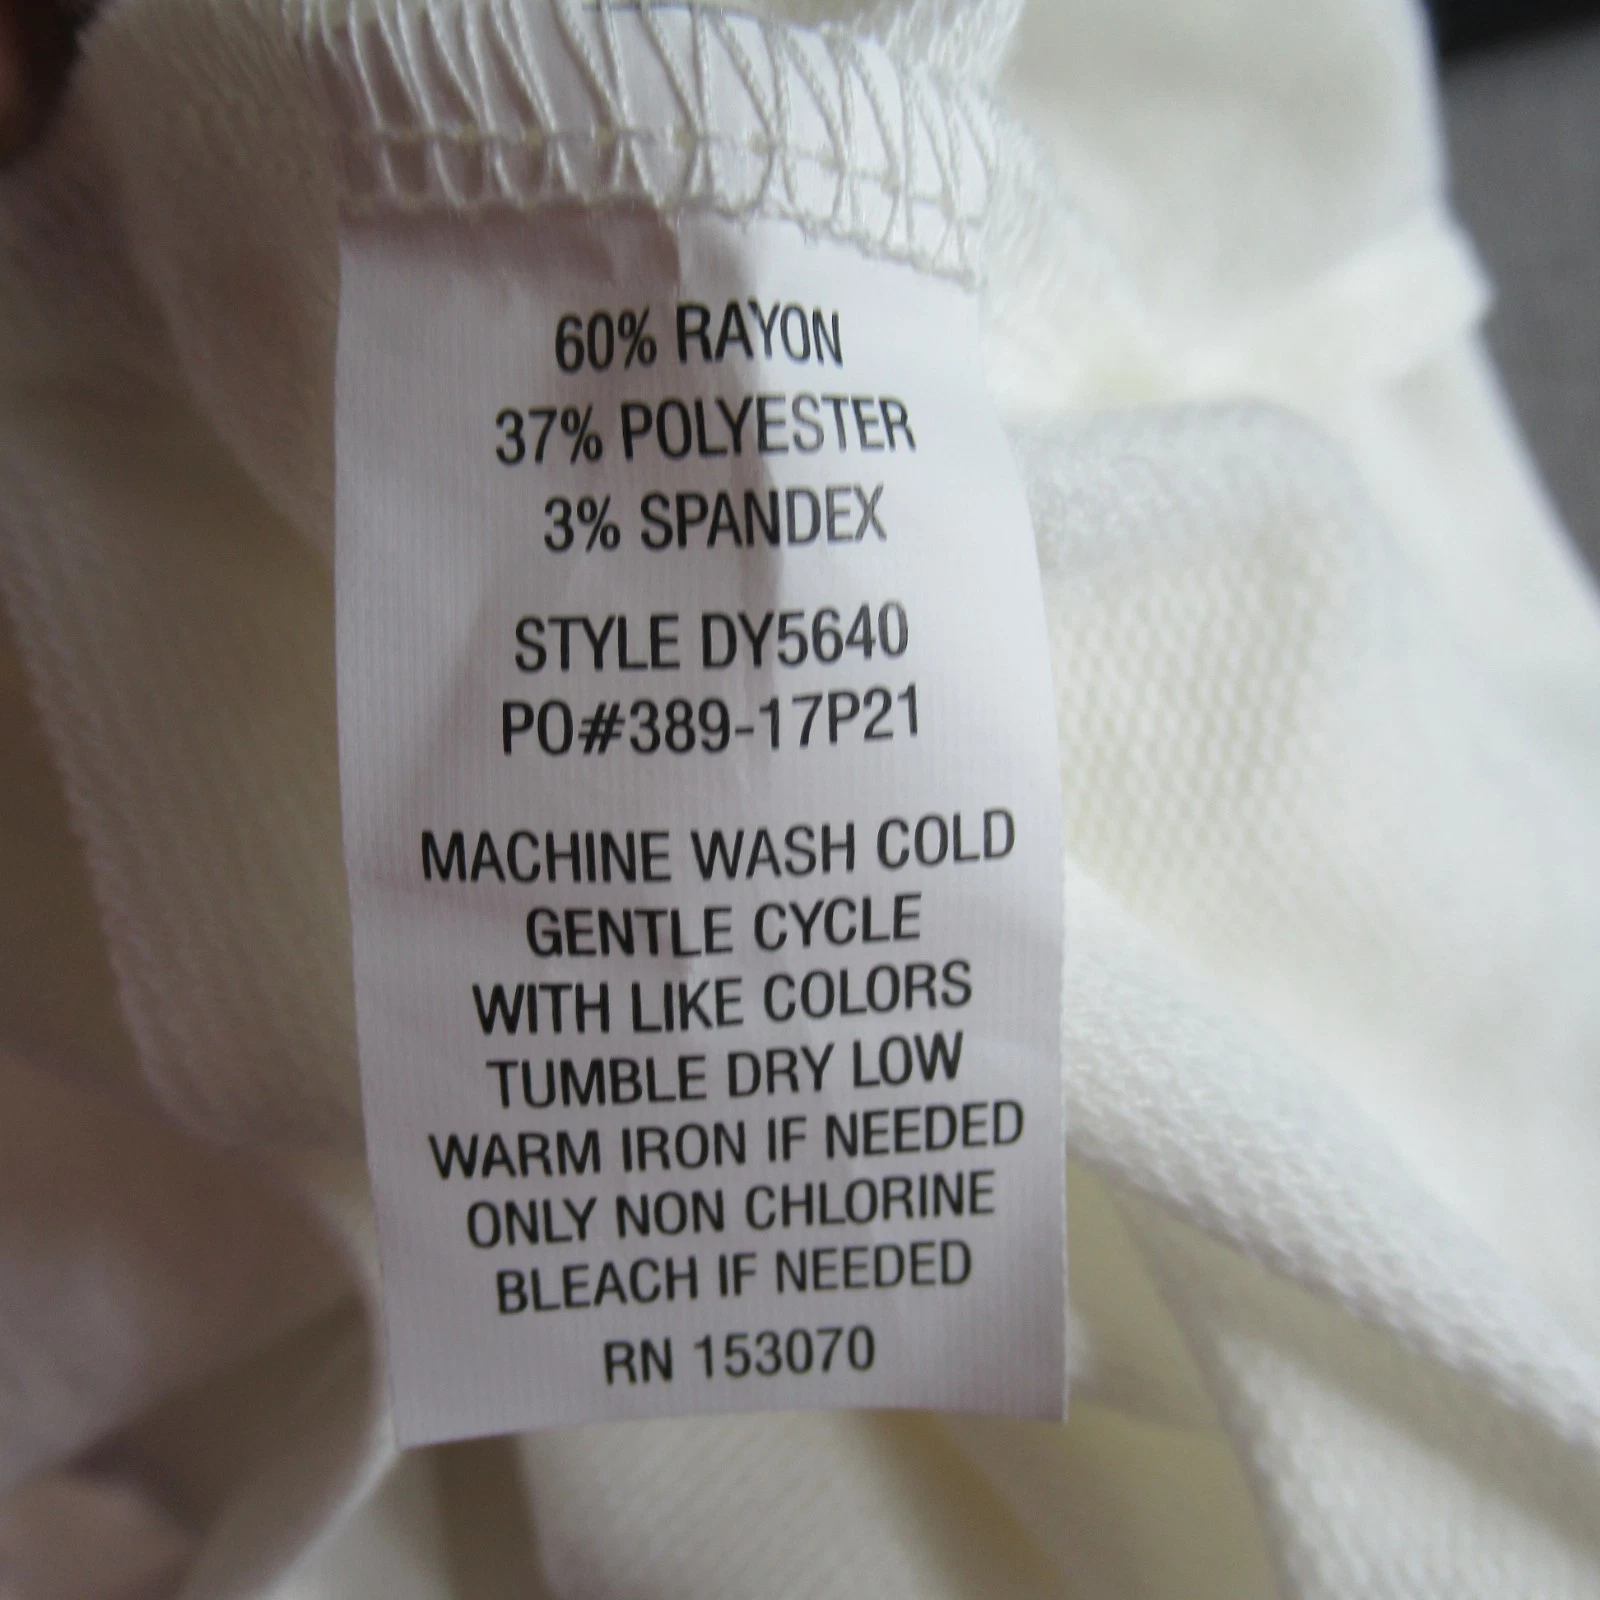 60% RAYON
37% POLYESTER
3% SPANDEX
STYLE DY5640
PO#389-17P21
MACHINE WASH COLD
GENTLE CYCLE
WITH LIKE COLORS
TUMBLE DRY LOW
WARM IRON IF NEEDED
ONLY NON CHLORINE
BLEACH IF NEEDED
RN 153070